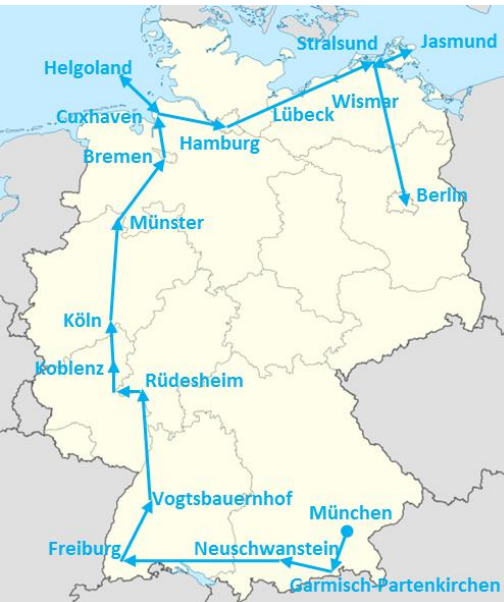 Stralsund
Jasmund
Helgoland
Cuxhaven
Wismar
Lübeck
Hamburg
Bremen
Berlin
Münster
Köln
Koblenz
Rüdesheim
Vogtsbauernhof
München
Freiburg
Neuschwanstein
Garmisch-Partenkirchen